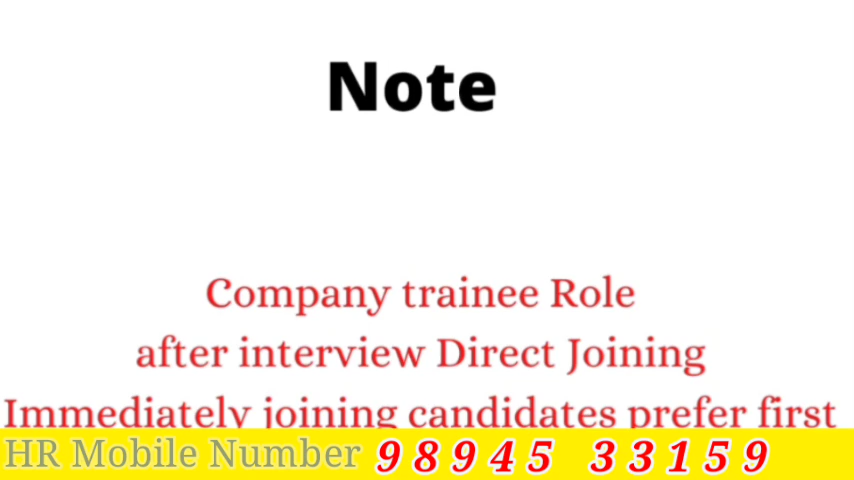 Note
Company trainee Role
after interview Direct Joining
Immediately joining candidates prefer first
HR Mobile Number 98945 33159